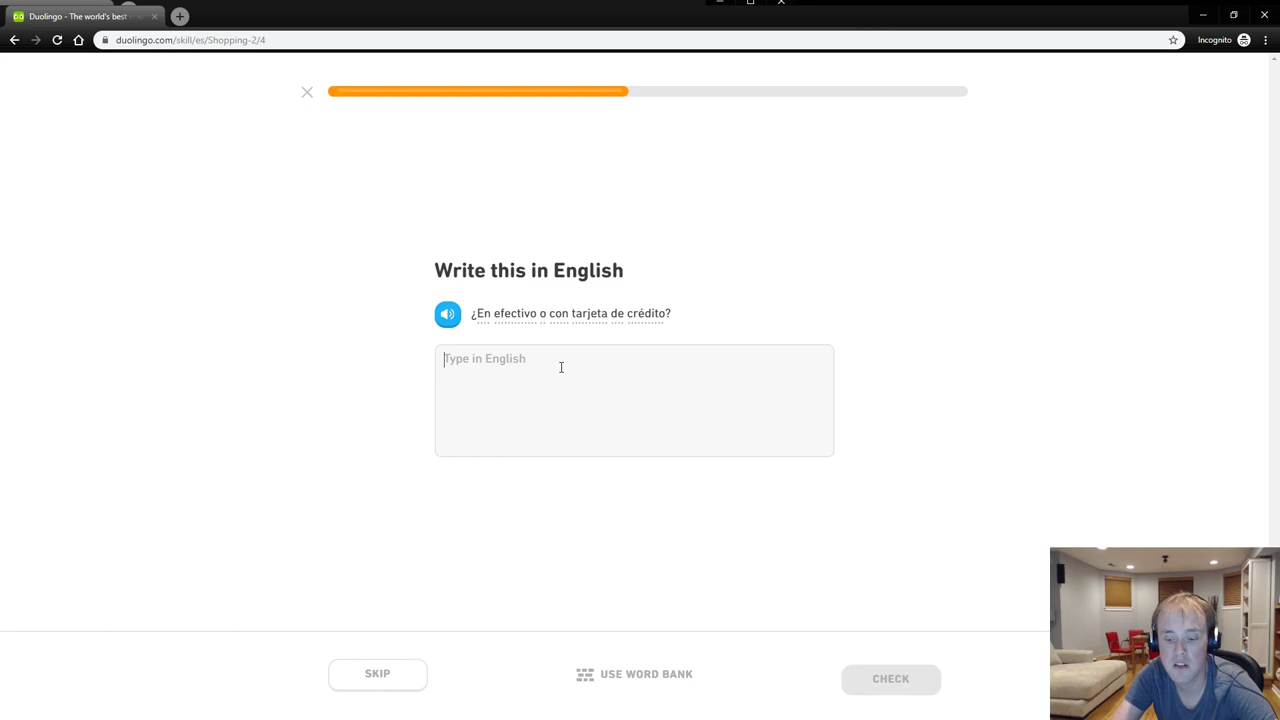 Duolingo - The world's best
duolingo.com/skill/es/Shopping-2/4
Incognito
Write this in English
¿En efectivo o con tarjeta de crédito?
Type in English
SKIP
USE WORD BANK
CHECK